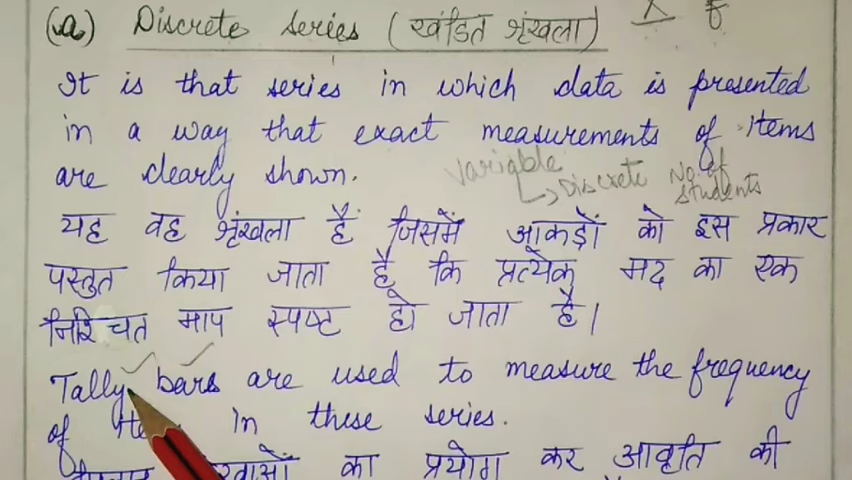 (a) Discrete series (खंडित श्रृंखला) X f
It is that series in which data is presented
in a way that exact measurements of items
are clearly shown.
Variable
Discrete No. of students
यह वह श्रृंखला है जिसमें आकड़ों को इस प्रकार
पस्तुत किया जाता है कि प्रत्येक मद का एक
निश्चित माप स्पष्ट हो जाता है।
Tally bars are used to measure the frequency
of In these series.
का प्रयोग कर आवृति की